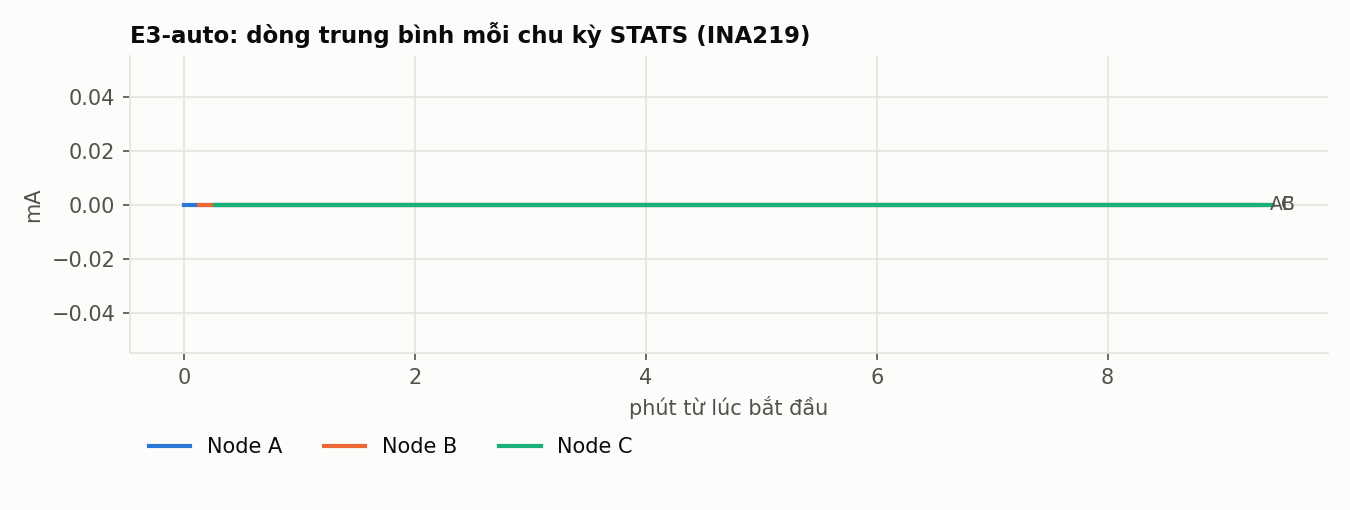 E3-auto: dòng trung bình mỗi chu kỳ STATS (INA219)
0.04
0.02
0.00
−0.02
−0.04
mA
0 2 4 6 8
phút từ lúc bắt đầu
Node A Node B Node C